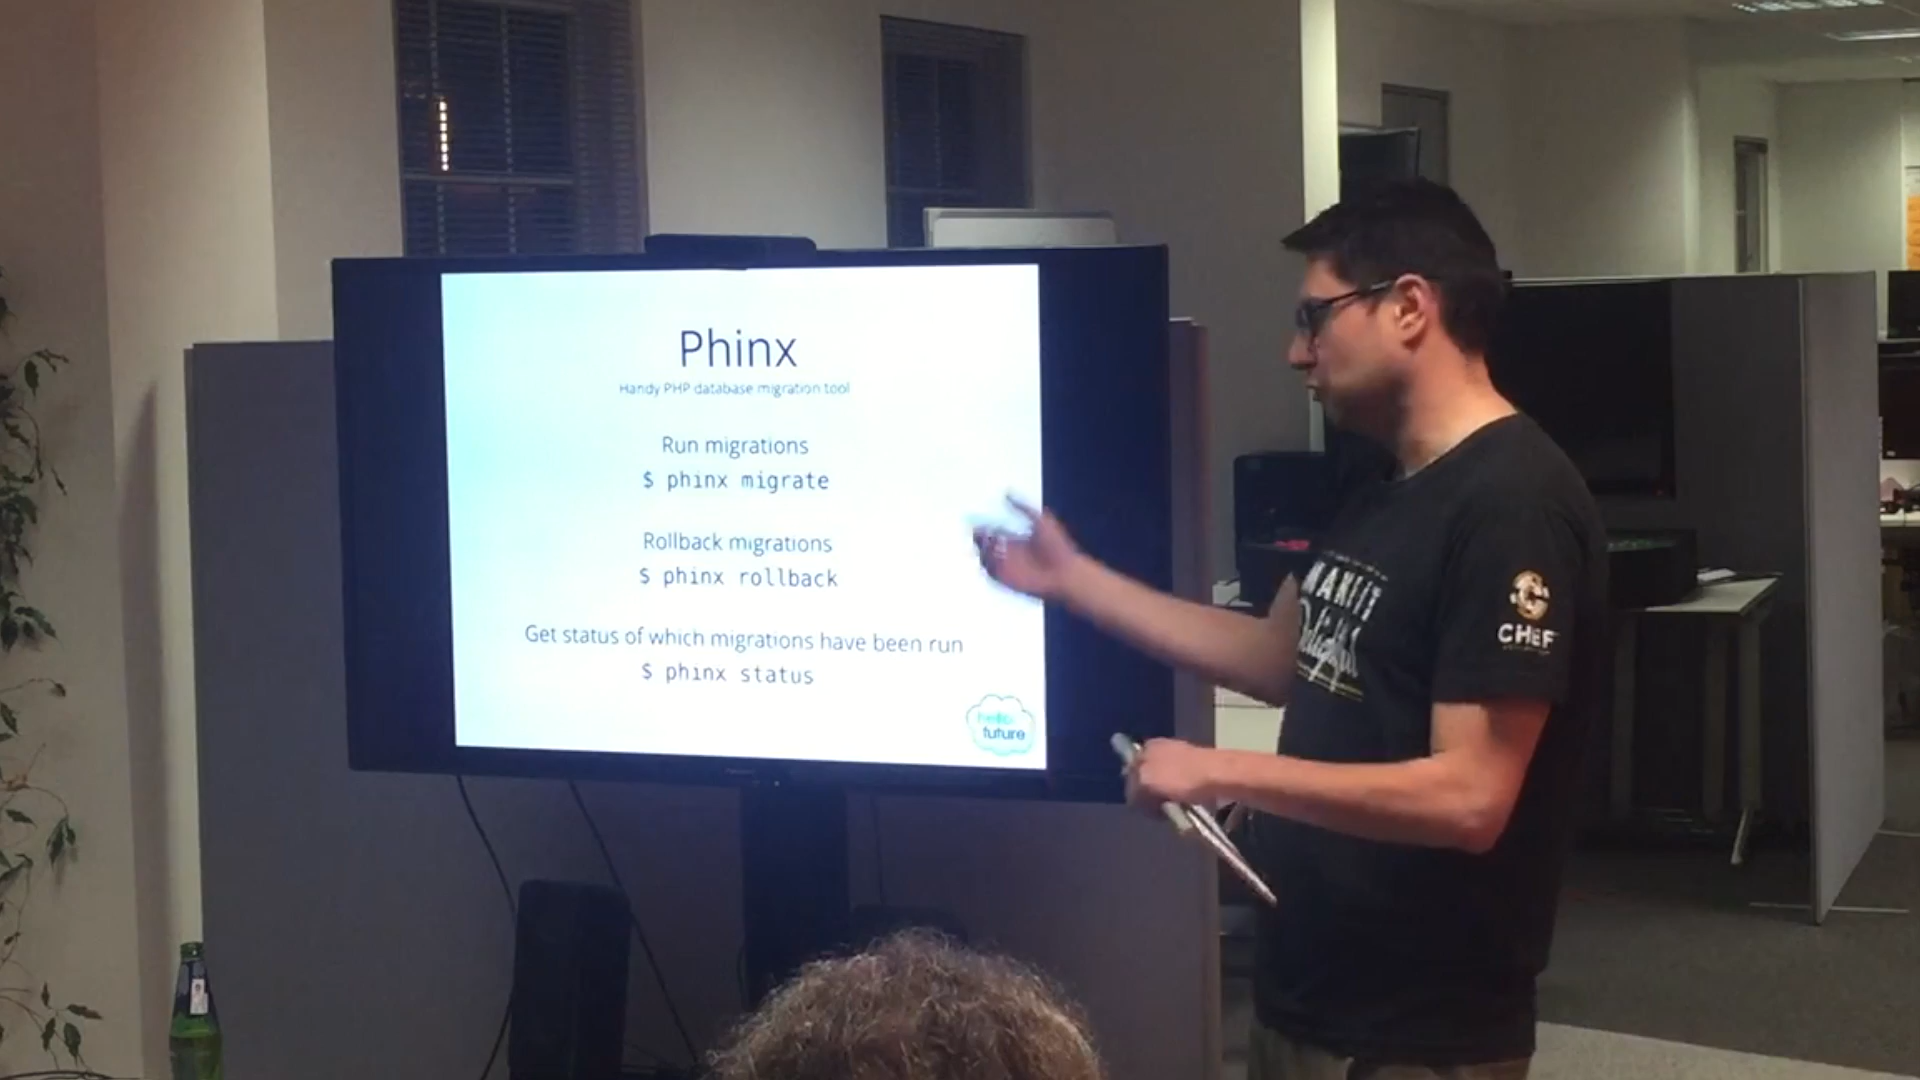 Phinx
Handy PHP database migration tool
Run migrations
$ phinx migrate
Rollback migrations
$ phinx rollback
Get status of which migrations have been run
$ phinx status
hello
future
CHEF